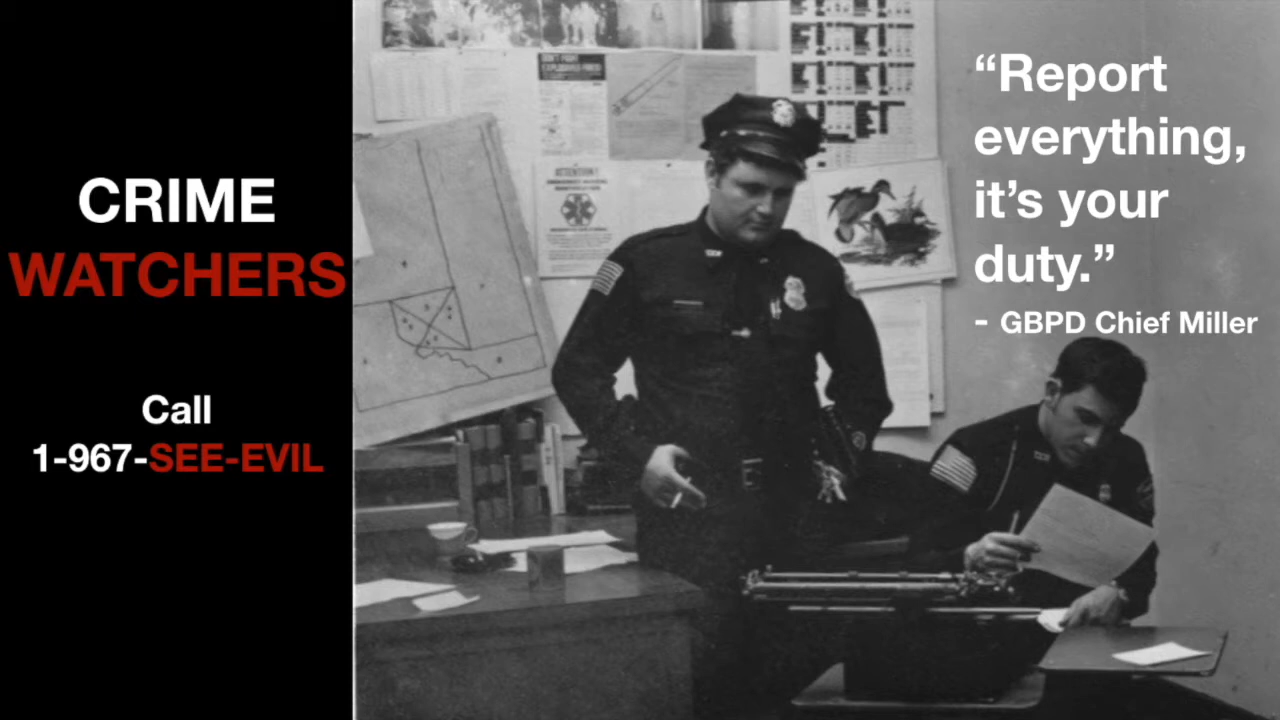 CRIME
WATCHERS
Call
1-967-SEE-EVIL
“Report
everything,
it’s your
duty.”
- GBPD Chief Miller
ATTENTION!